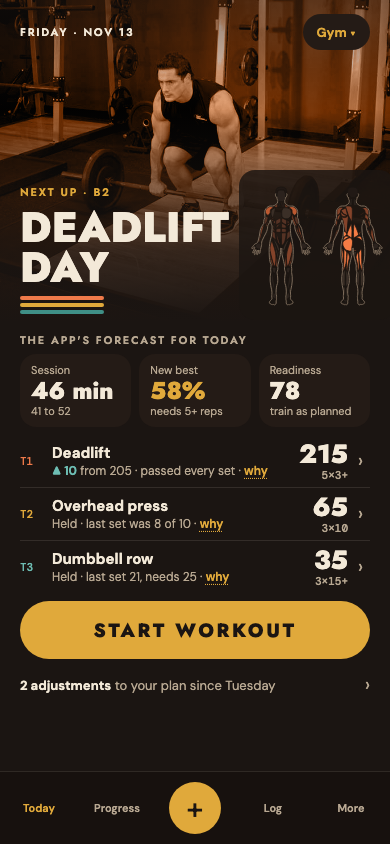 FRIDAY · NOV 13
Gym ▾
NEXT UP · B2
DEADLIFT
DAY
THE APP'S FORECAST FOR TODAY
Session
46 min
41 to 52
New best
58%
needs 5+ reps
Readiness
78
train as planned
T1
Deadlift
▲ 10 from 205 · passed every set · why
215
5×3+
›
T2
Overhead press
Held · last set was 8 of 10 · why
65
3×10
›
T3
Dumbbell row
Held · last set 21, needs 25 · why
35
3×15+
›
START WORKOUT
2 adjustments to your plan since Tuesday ›
Today
Progress
+
Log
More